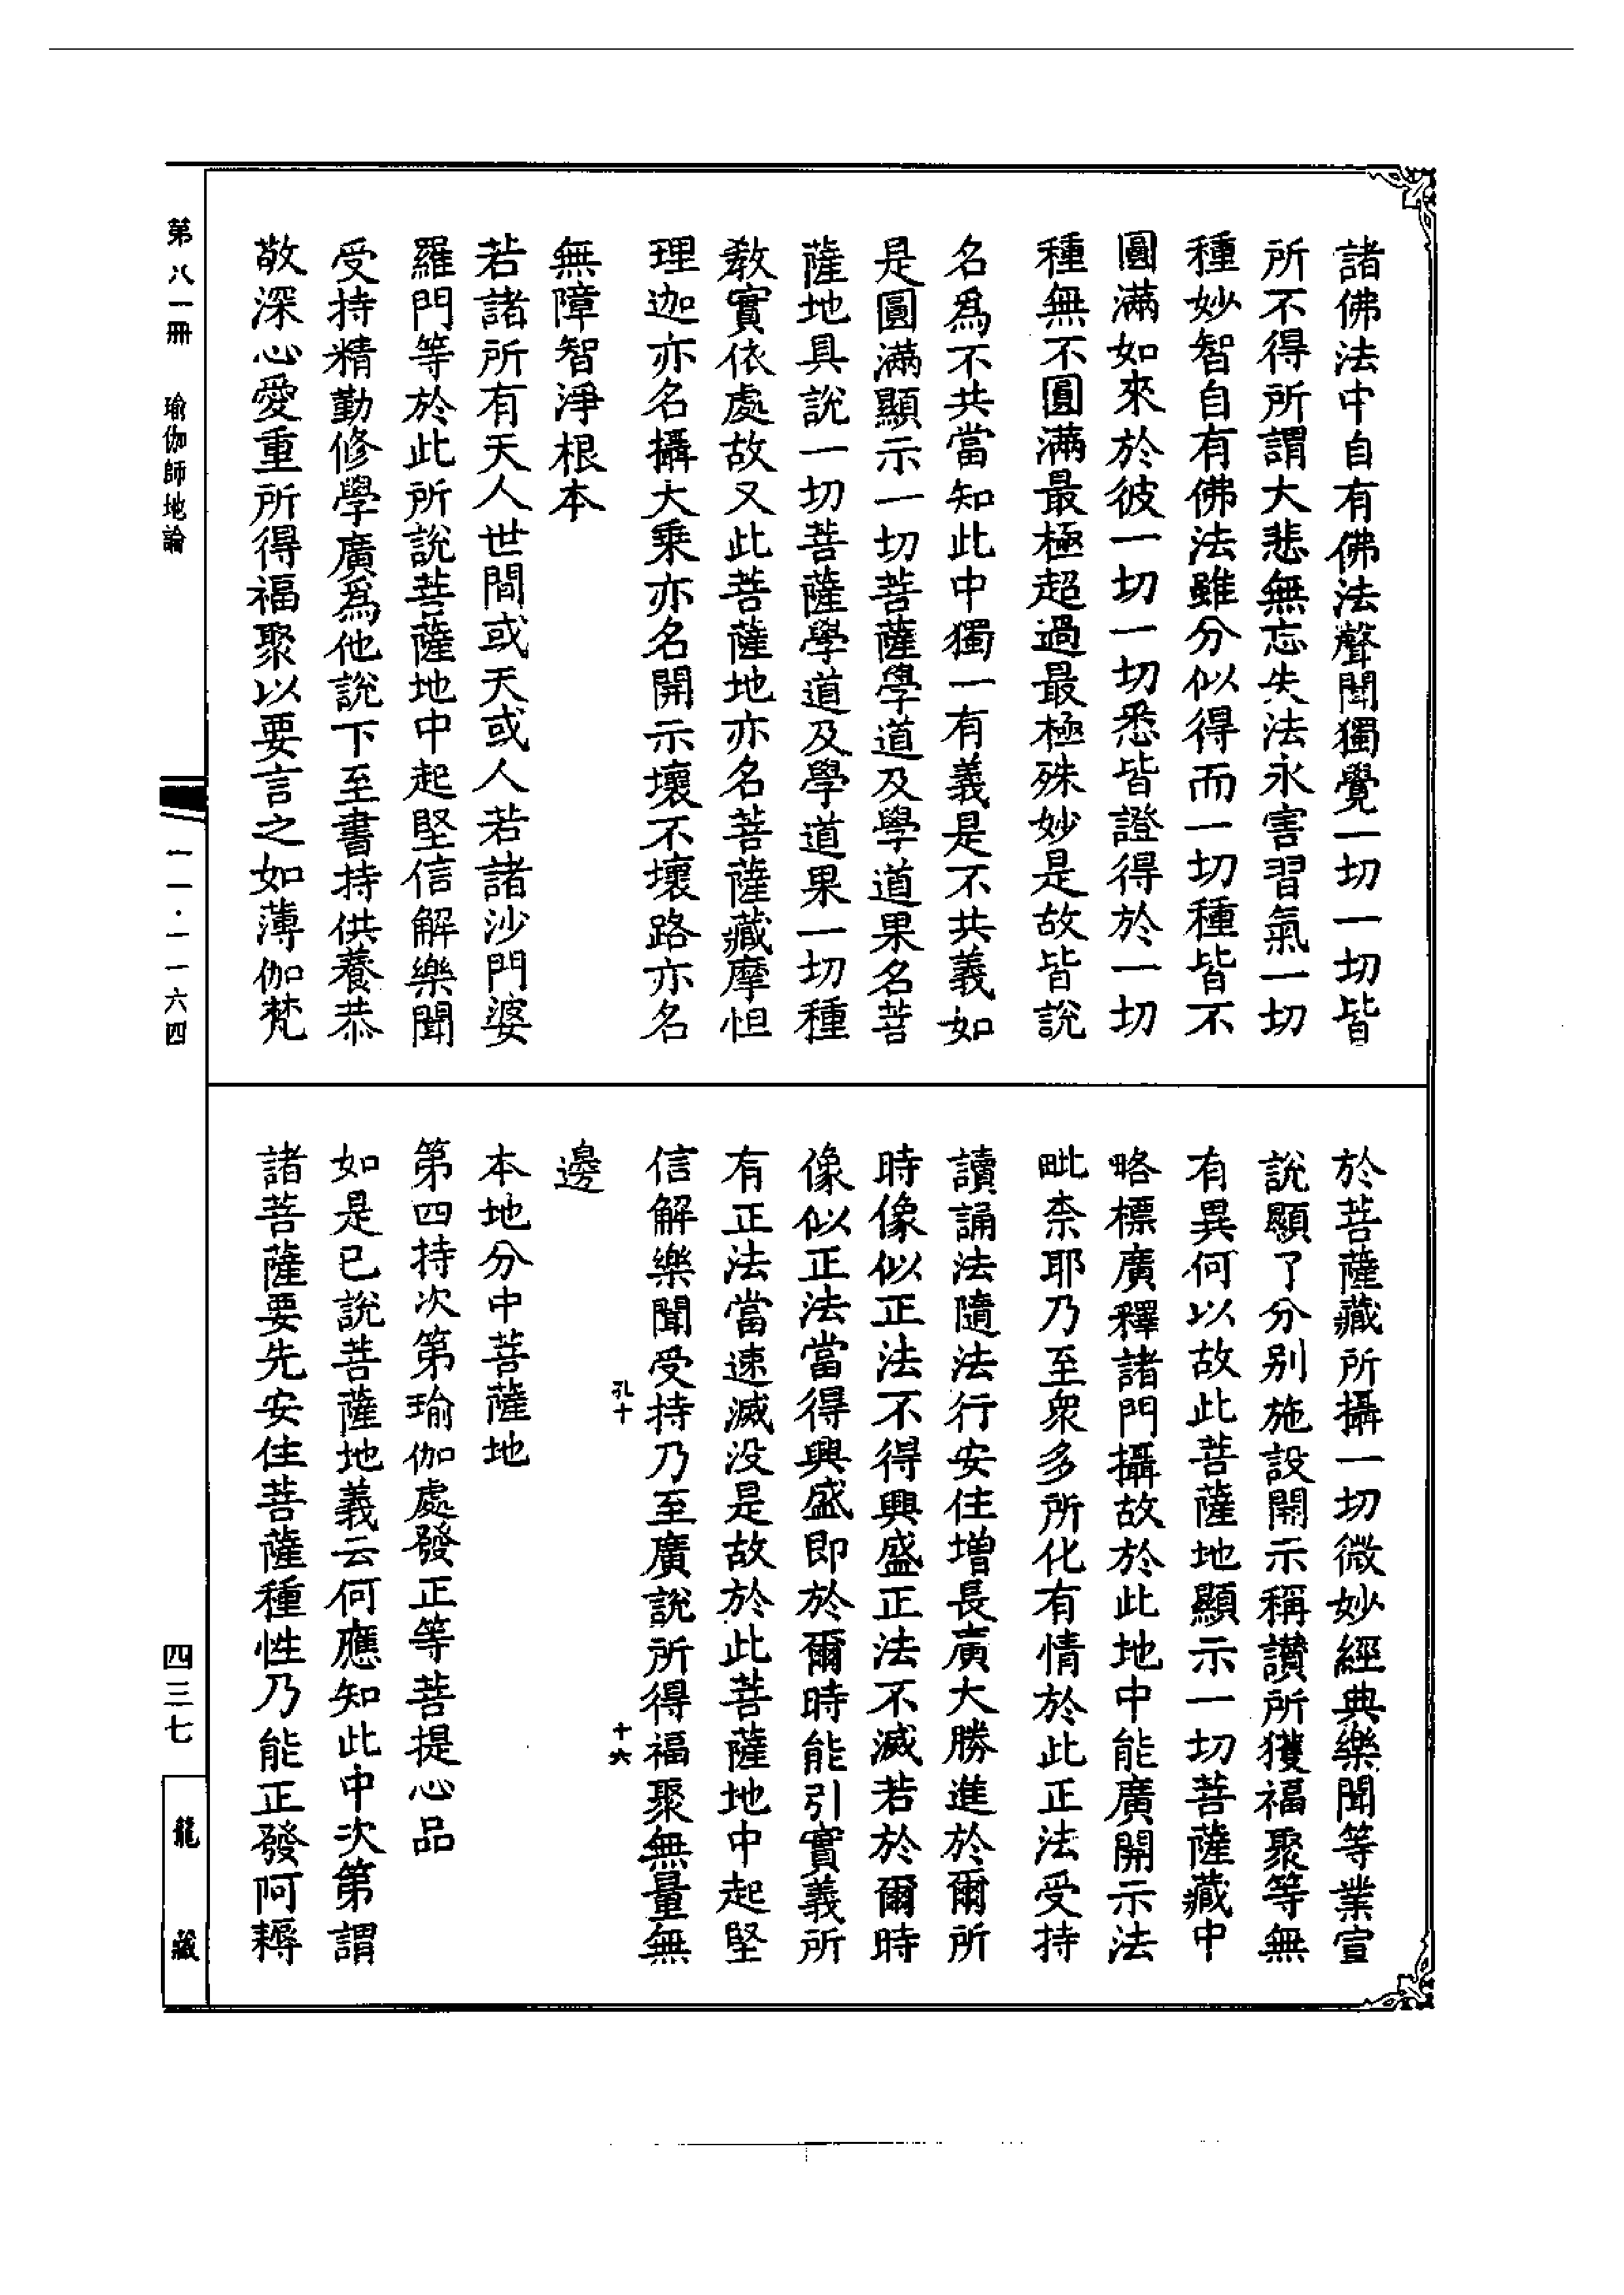 諸佛法中自有佛法聲聞獨覺一切一切皆
所不得所謂大悲無忘失法永害習氣一切
種妙智自有佛法雖分似得而一切種皆不
圓滿如來於彼一切一切悉皆證得於一切
種無不圓滿最極超過最極殊妙是故皆說
名爲不共當知此中獨一有義是不共義如
是圓滿顯示一切菩薩學道及學道果名菩
薩地具說一切菩薩學道及學道果一切種
教實依處故又此菩薩地亦名菩薩藏摩怛
理迦亦名攝大乘亦名開示壞不壞路亦名
無障智淨根本
若諸所有天人世間或天或人若諸沙門婆
羅門等於此所說菩薩地中起堅信解樂聞
受持精勤修學廣爲他說下至書持供養恭
敬深心愛重所得福聚以要言之如薄伽梵
於菩薩藏所攝一切微妙經典樂聞等業宣
說顯了分别施設開示稱讚所獲福聚等無
有異何以故此菩薩地顯示一切菩薩藏中
略標廣釋諸門攝故於此地中能廣開示法
毗柰耶乃至衆多所化有情於此正法受持
讀誦法隨法行安住增長廣大勝進於爾所
時像似正法不得興盛正法不滅若於爾時
像似正法當得興盛即於爾時能引實義所
有正法當速滅没是故於此菩薩地中起堅
信解樂聞受持乃至廣說所得福聚無量無
孔十 十六
邊
本地分中菩薩地
第四持次第瑜伽處發正等菩提心品
如是已說菩薩地義云何應知此中次第謂
諸菩薩要先安住菩薩種性乃能正發阿耨
第八一冊 瑜伽師地論
一一·一一六四
四三七
龍藏